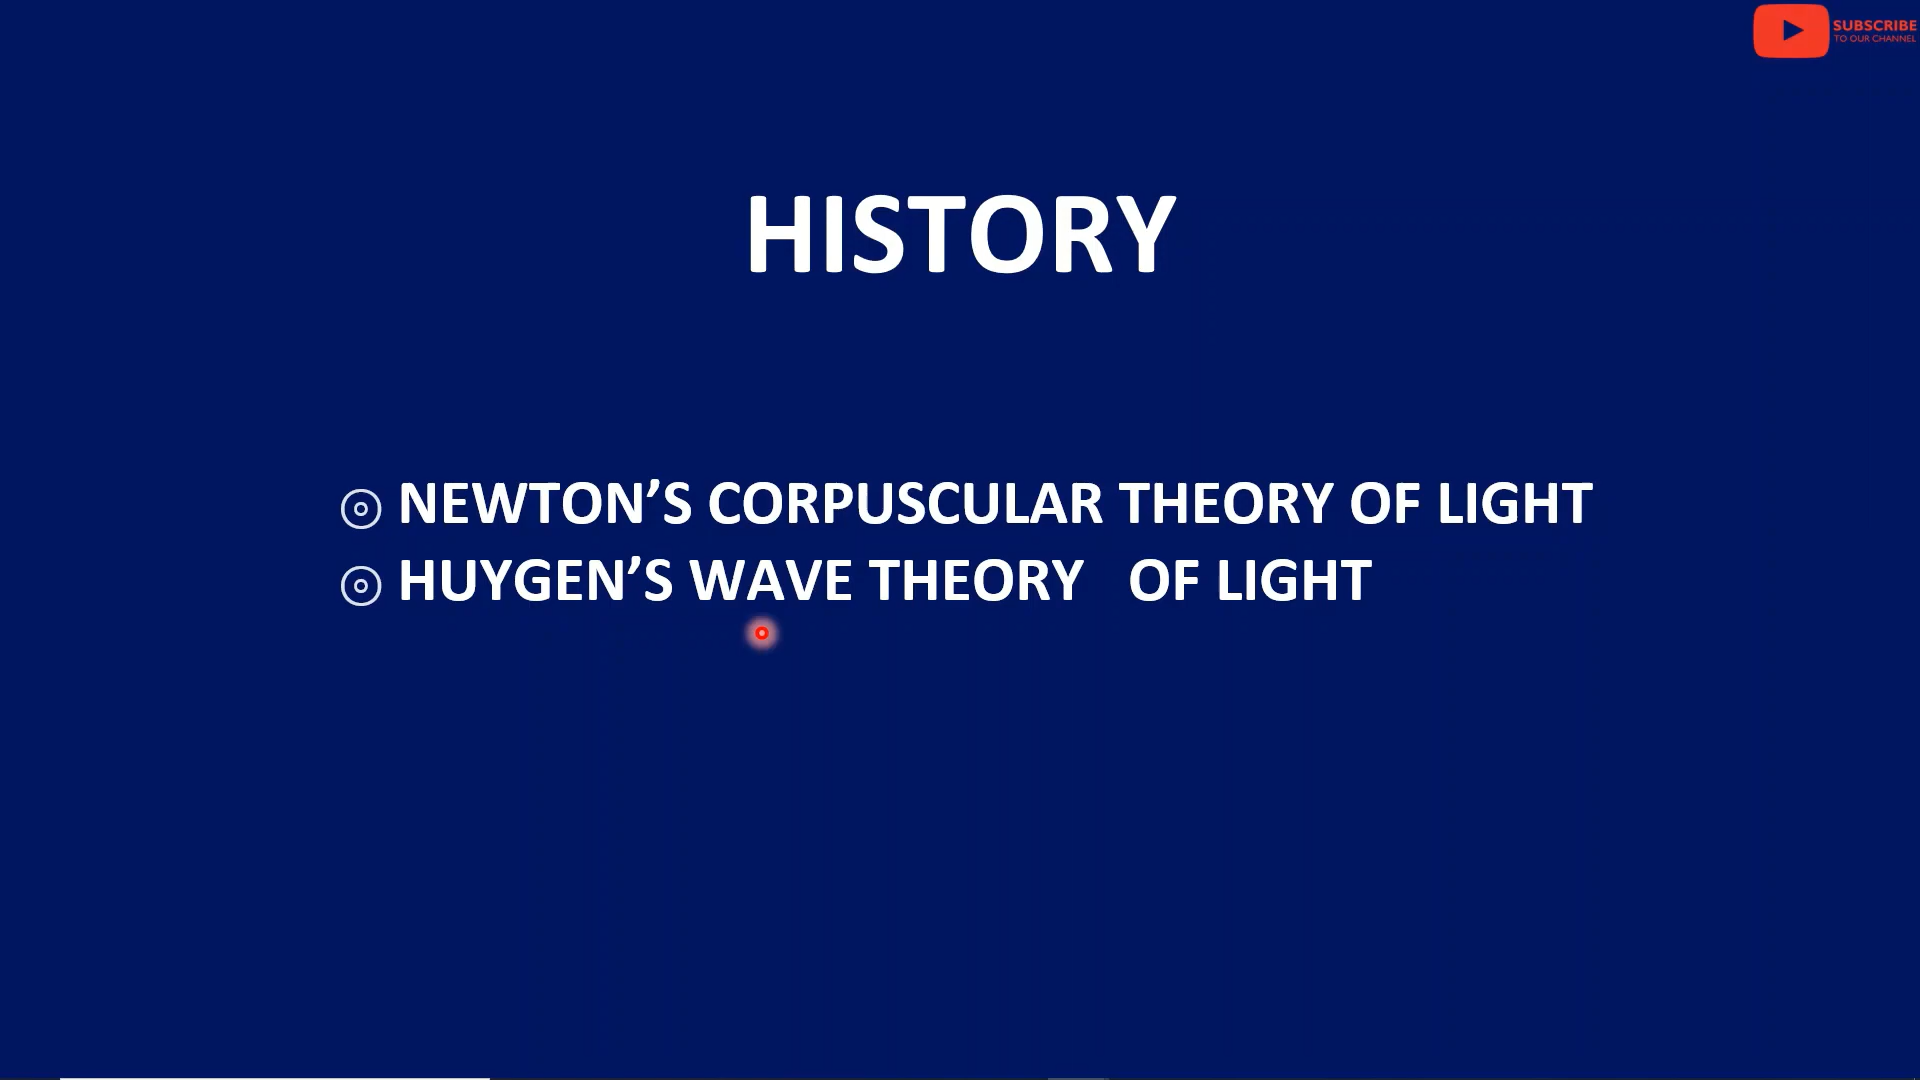 SUBSCRIBE
TO OUR CHANNEL
HISTORY
NEWTON’S CORPUSCULAR THEORY OF LIGHT
HUYGEN’S WAVE THEORY OF LIGHT